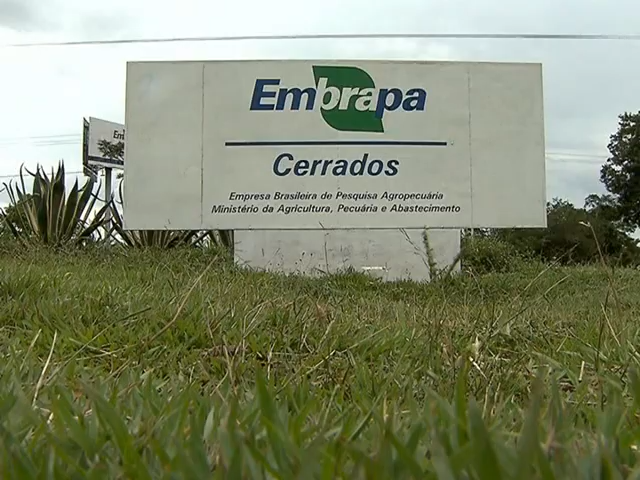 Embrapa
Cerrados
Empresa Brasileira de Pesquisa Agropecuária
Ministério da Agricultura, Pecuária e Abastecimento